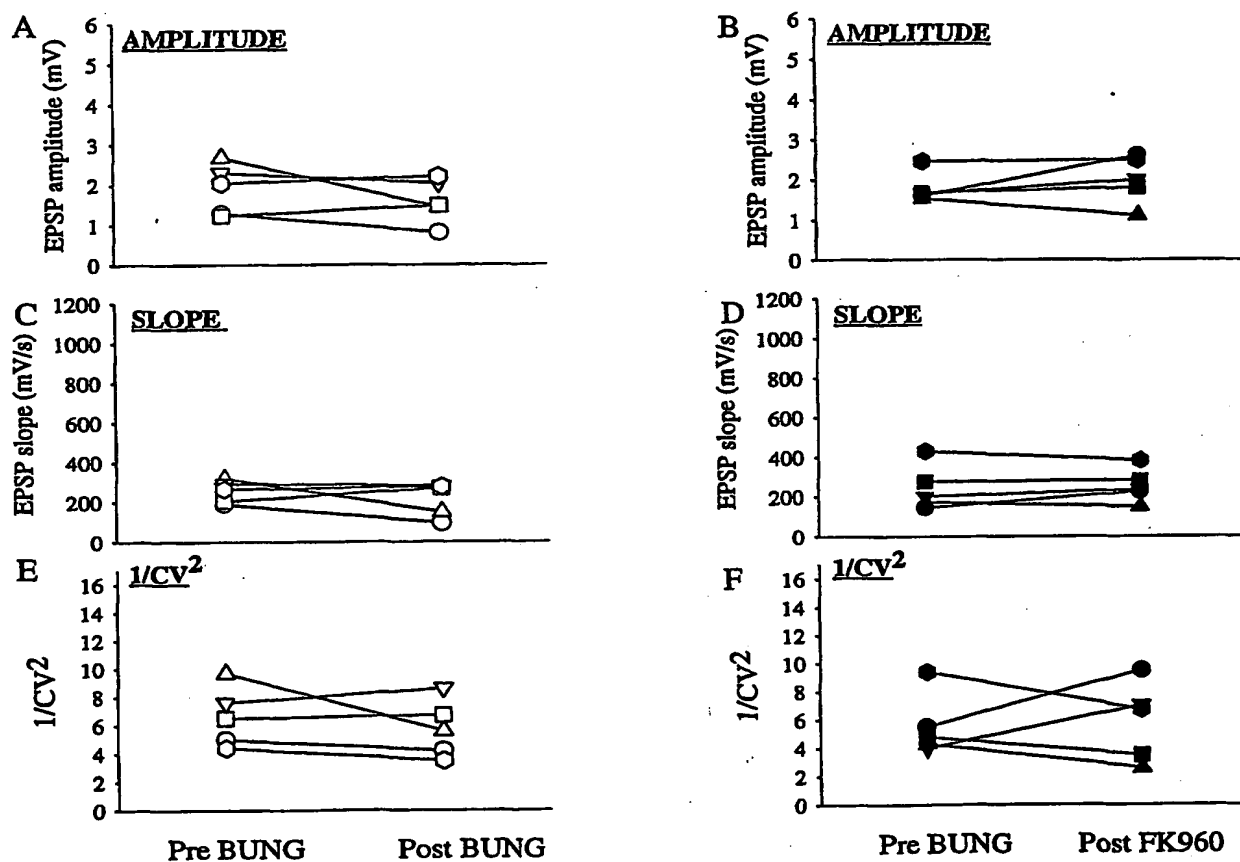 A
AMPLITUDE
EPSP amplitude (mV)
6
5
4
3
2
1
0
B
AMPLITUDE
EPSP amplitude (mV)
6
5
4
3
2
1
0
C
SLOPE
EPSP slope (mV/s)
1200
1000
800
600
400
200
0
D
SLOPE
EPSP slope (mV/s)
1200
1000
800
600
400
200
0
E
1/CV²
1/CV²
16
14
12
10
8
6
4
2
0
Pre BUNG
Post BUNG
F
1/CV²
1/CV²
16
14
12
10
8
6
4
2
0
Pre BUNG
Post FK960